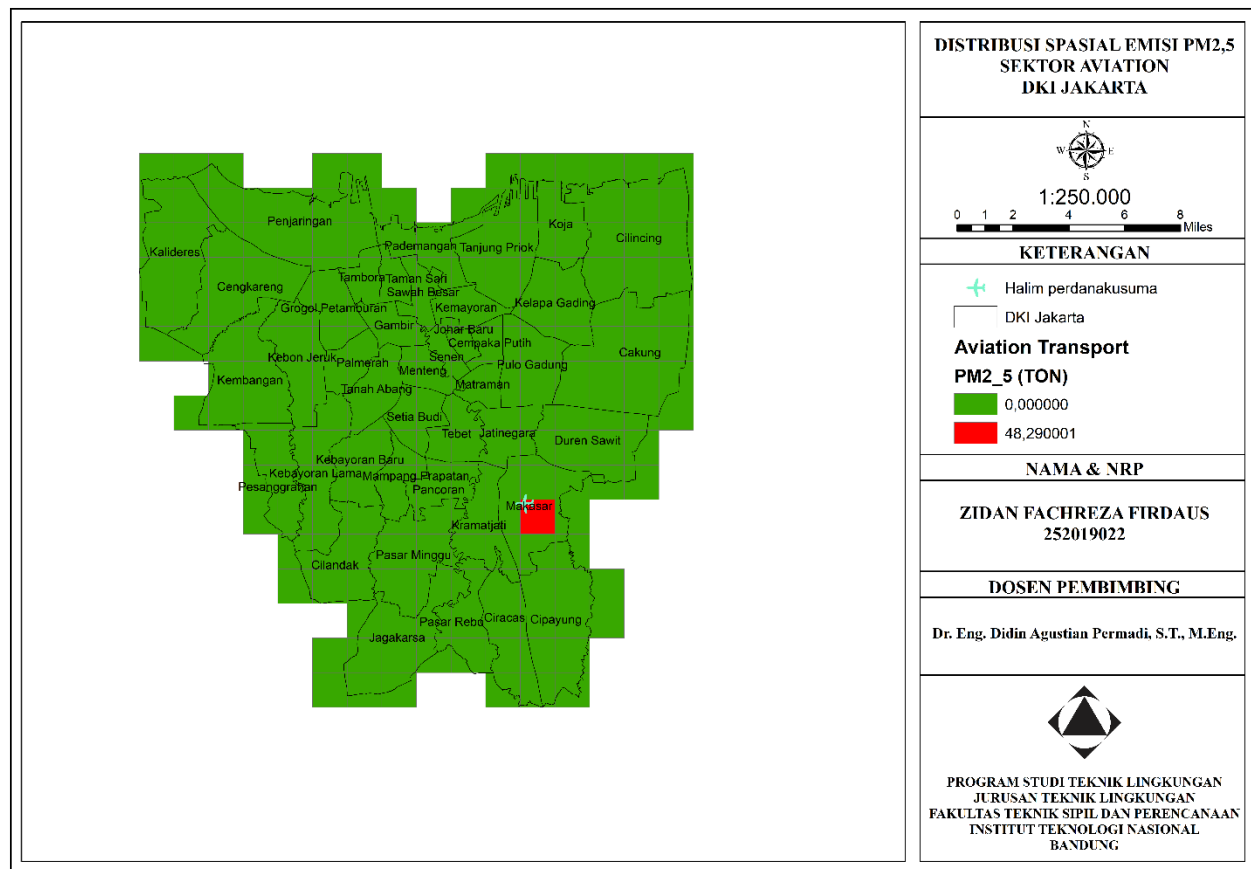 DISTRIBUSI SPASIAL EMISI PM2,5
SEKTOR AVIATION
DKI JAKARTA
N
W E
S
1:250.000
0 1 2 4 6 8
Miles
KETERANGAN
Halim perdanakusuma
DKI Jakarta
Aviation Transport
PM2_5 (TON)
0,000000
48,290001
NAMA & NRP
ZIDAN FACHREZA FIRDAUS
252019022
DOSEN PEMBIMBING
Dr. Eng. Didin Agustian Permadi, S.T., M.Eng.
PROGRAM STUDI TEKNIK LINGKUNGAN
JURUSAN TEKNIK LINGKUNGAN
FAKULTAS TEKNIK SIPIL DAN PERENCANAAN
INSTITUT TEKNOLOGI NASIONAL
BANDUNG
Penjaringan
Koja
Kalideres
Pademangan
Tanjung Priok
Cilincing
Tambora
Taman Sari
Cengkareng
Sawah Besar
Kelapa Gading
Grogol Petamburan
Kemayoran
Gambir
Johar Baru
Cempaka Putih
Kebon Jeruk
Palmerah
Senen
Cakung
Menteng
Pulo Gadung
Kembangan
Tanah Abang
Matraman
Setia Budi
Tebet
Jatinegara
Duren Sawit
Kebayoran Baru
Kebayoran Lama
Mampang Prapatan
Pesanggrahan
Pancoran
Makasar
Kramatjati
Cilandak
Pasar Minggu
Jagakarsa
Pasar Rebo
Ciracas
Cipayung